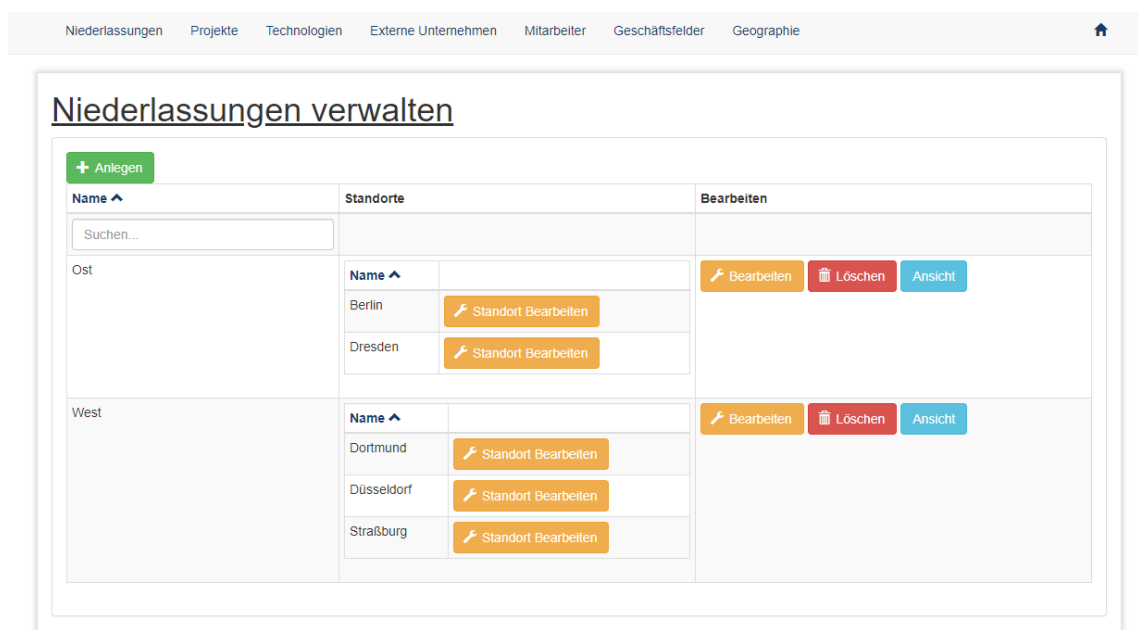 Niederlassungen Projekte Technologien Externe Unternehmen Mitarbeiter Geschäftsfelder Geographie
Niederlassungen verwalten
Anlegen
Name Standorte Bearbeiten
Suchen...
Ost Name Bearbeiten Löschen Ansicht
Berlin Standort Bearbeiten
Dresden Standort Bearbeiten
West Name Bearbeiten Löschen Ansicht
Dortmund Standort Bearbeiten
Düsseldorf Standort Bearbeiten
Straßburg Standort Bearbeiten